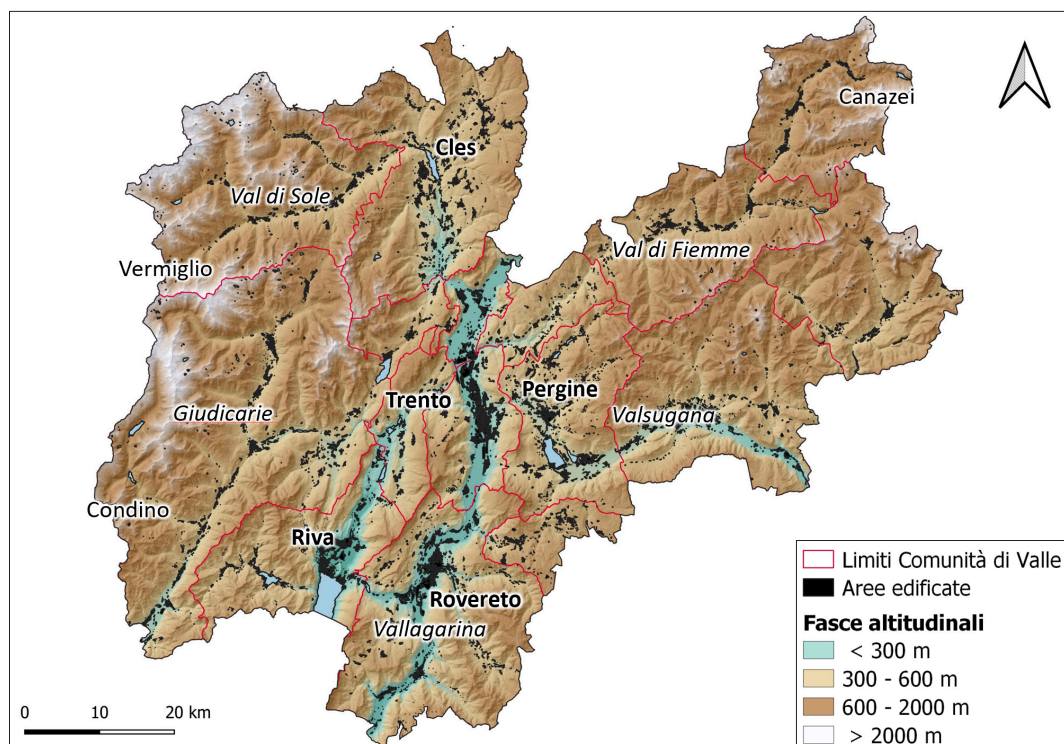 Canazei
Cles
Val di Sole
Val di Fiemme
Vermiglio
Trento
Pergine
Giudicarie
Valsugana
Condino
Riva
Rovereto
Vallagarina
Limiti Comunità di Valle
Aree edificate
Fasce altitudinali
< 300 m
300 - 600 m
600 - 2000 m
> 2000 m
0 10 20 km